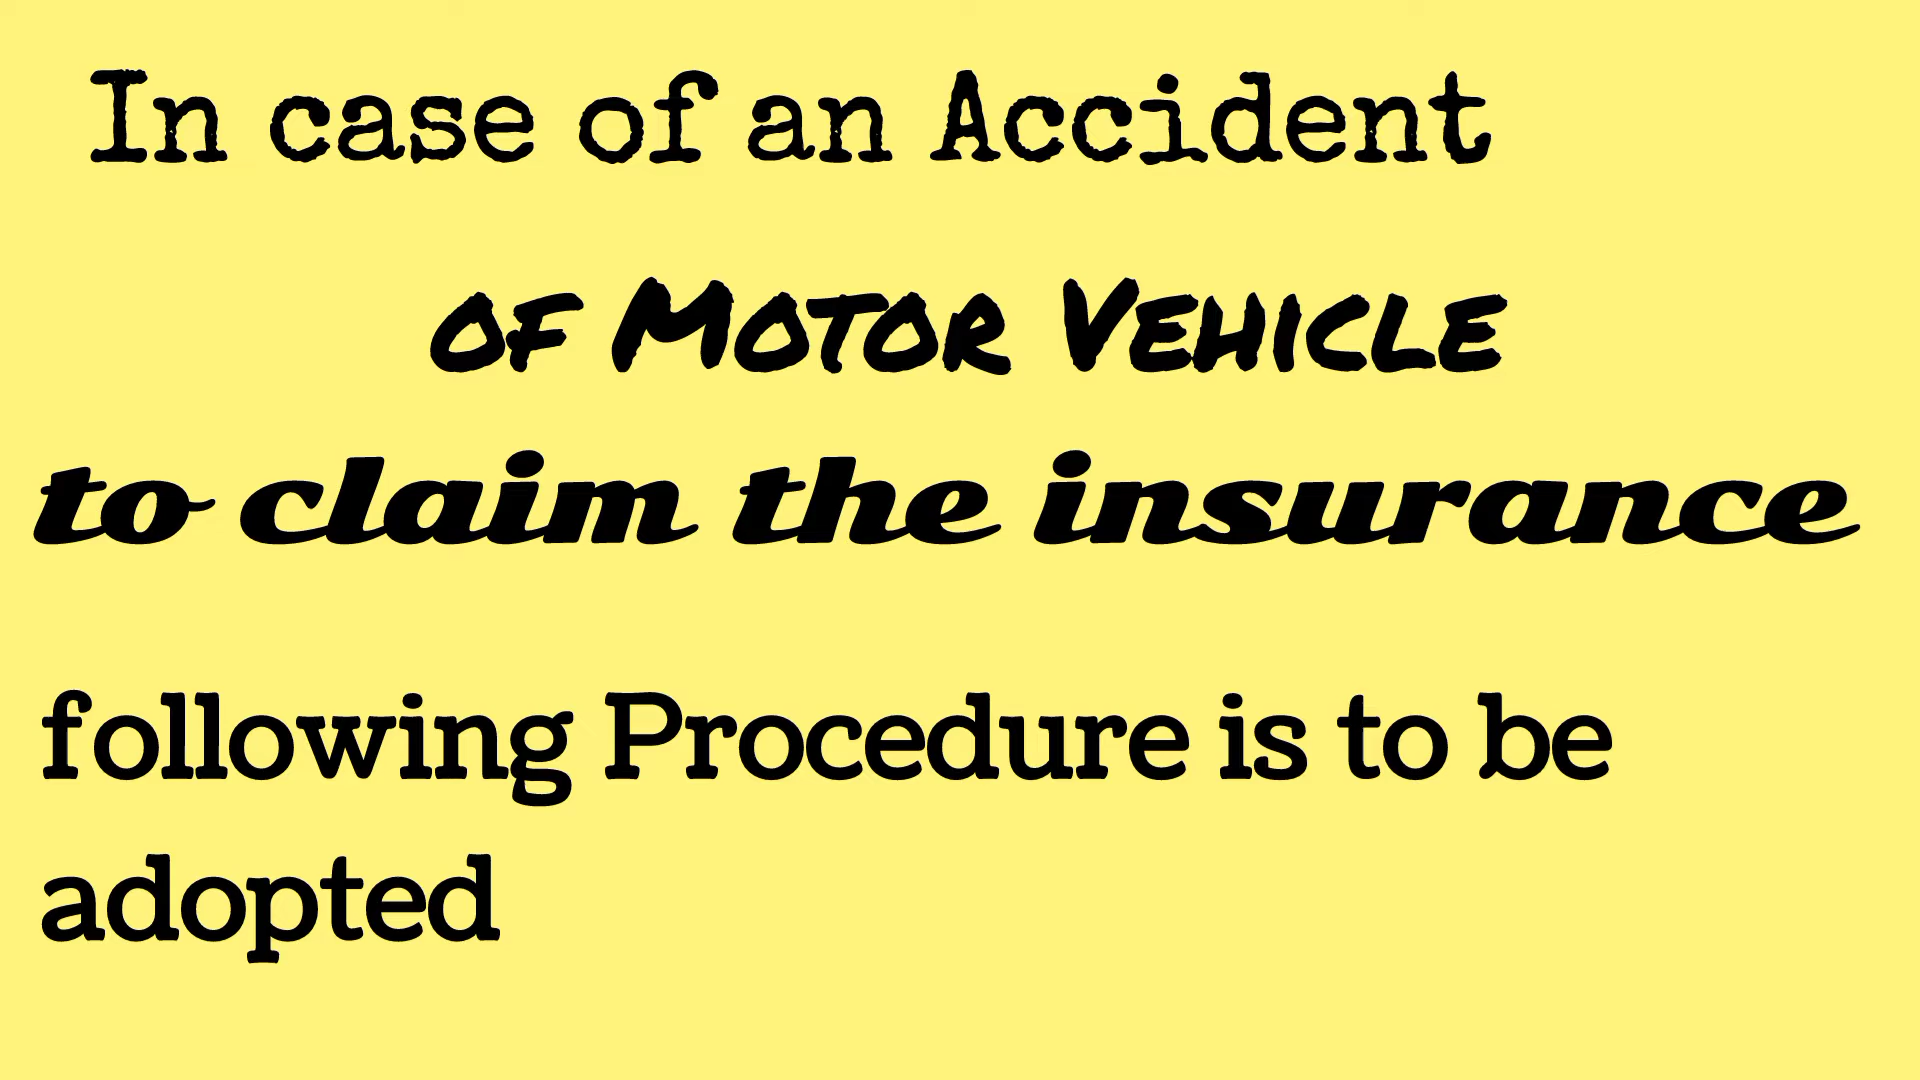 In case of an Accident
of Motor Vehicle
to claim the insurance
following Procedure is to be
adopted